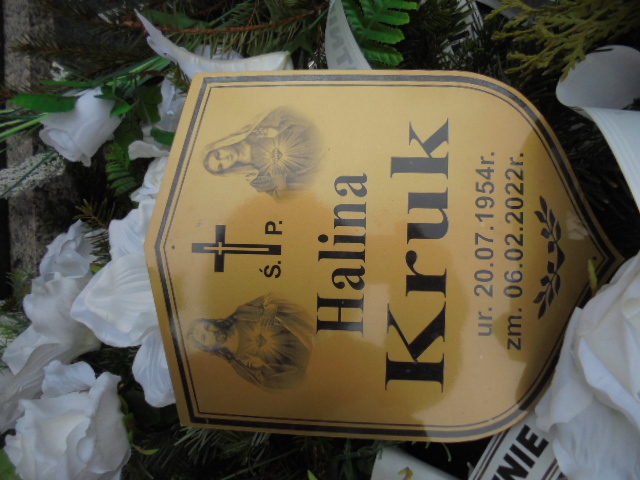 Ś. P.
Halina
Kruk
ur. 20.07.1954r.
zm. 06.02.2022r.